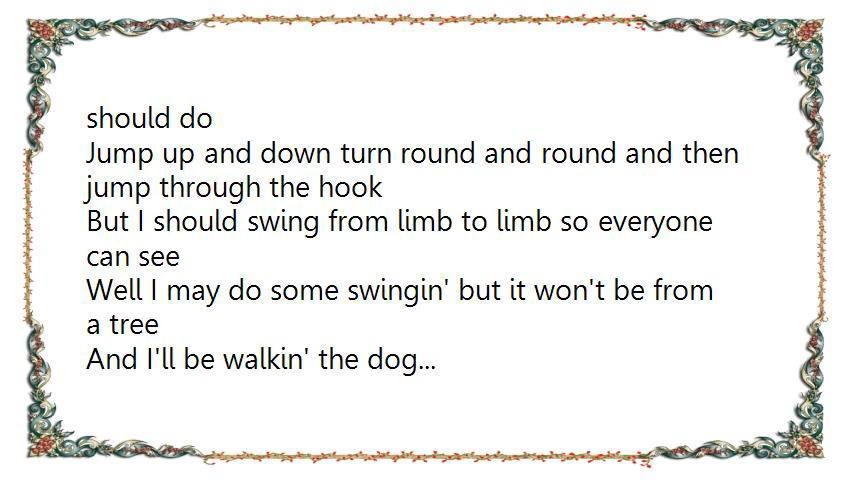 should do
Jump up and down turn round and round and then
jump through the hook
But I should swing from limb to limb so everyone
can see
Well I may do some swingin' but it won't be from
a tree
And I'll be walkin' the dog...